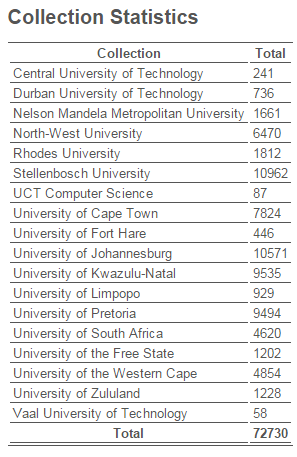 Collection Statistics
Collection Total
Central University of Technology 241
Durban University of Technology 736
Nelson Mandela Metropolitan University 1661
North-West University 6470
Rhodes University 1812
Stellenbosch University 10962
UCT Computer Science 87
University of Cape Town 7824
University of Fort Hare 446
University of Johannesburg 10571
University of Kwazulu-Natal 9535
University of Limpopo 929
University of Pretoria 9494
University of South Africa 4620
University of the Free State 1202
University of the Western Cape 4854
University of Zululand 1228
Vaal University of Technology 58
Total 72730